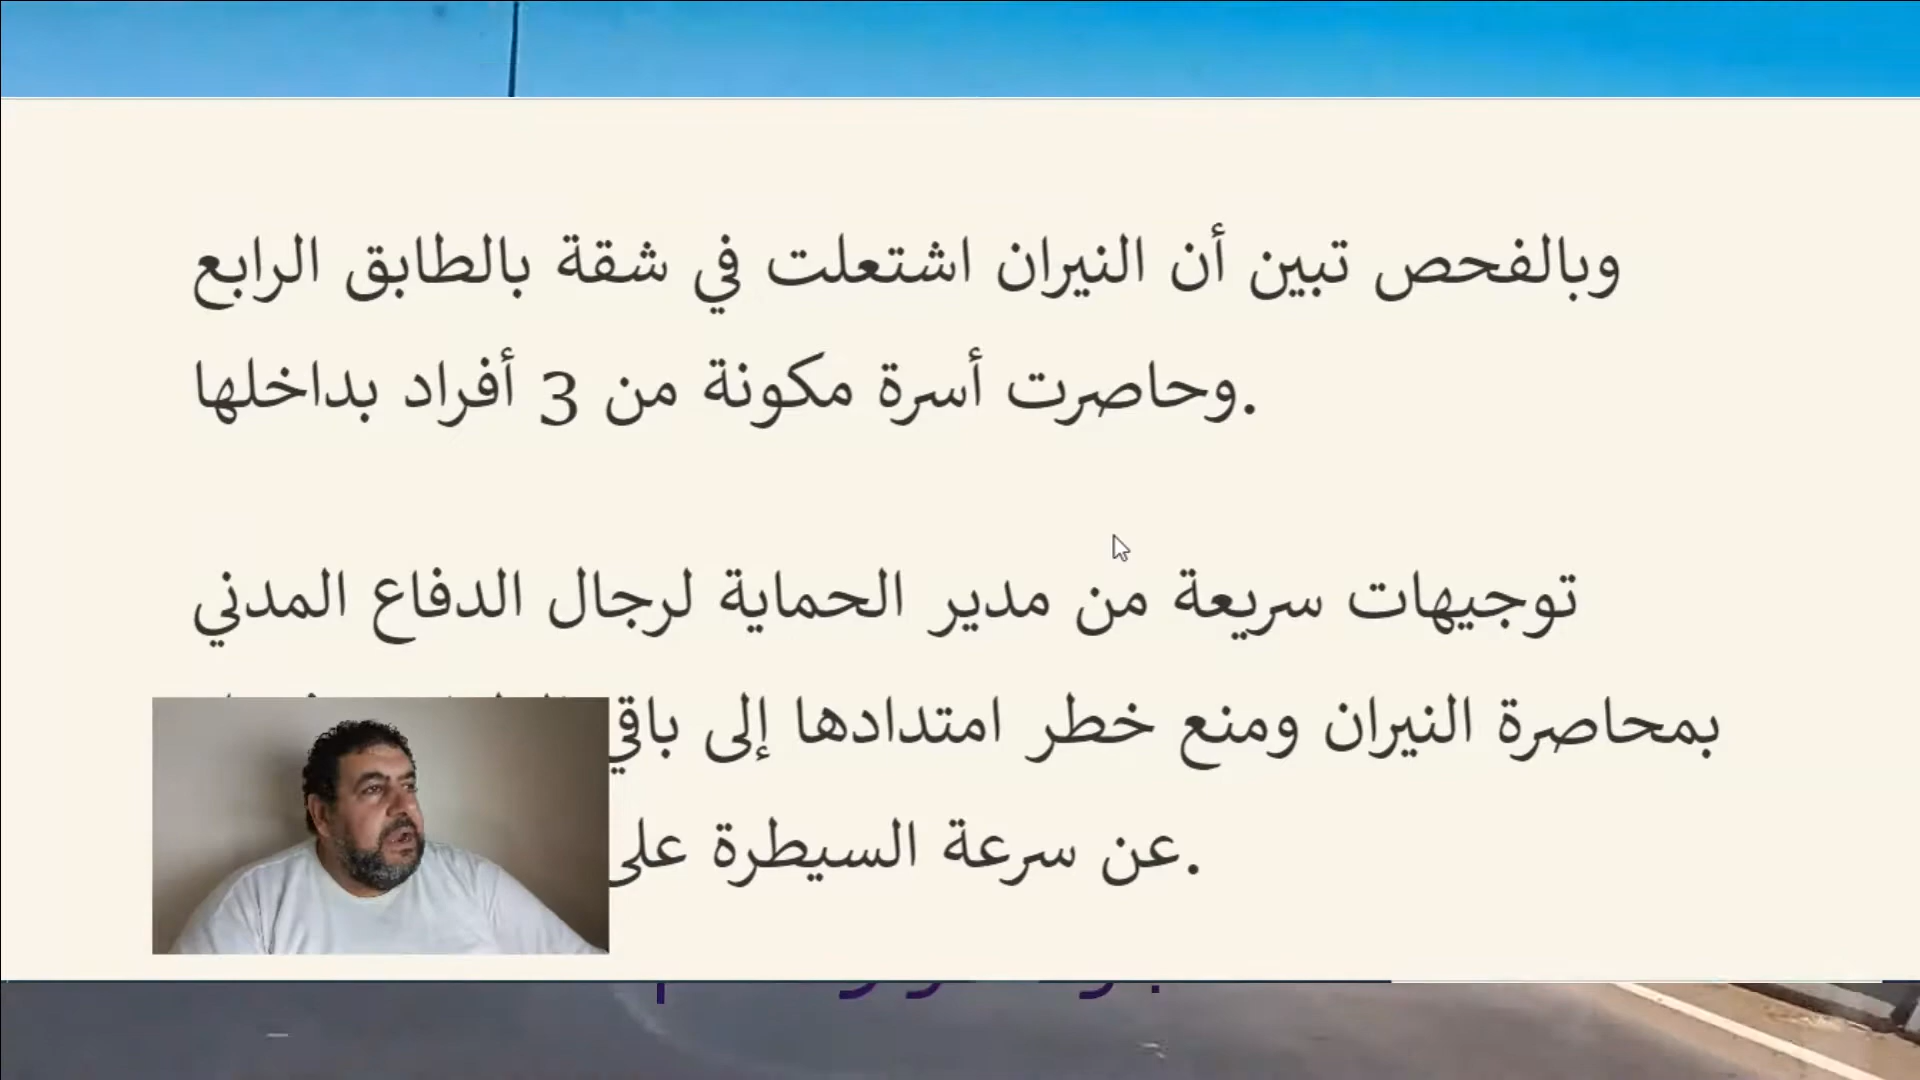 وبالفحص تبين أن النيران اشتعلت في شقة بالطابق الرابع
وحاصرت أسرة مكونة من 3 أفراد بداخلها.
توجيهات سريعة من مدير الحماية لرجال الدفاع المدني
بمحاصرة النيران ومنع خطر امتدادها إلى باقي
عن سرعة السيطرة على.